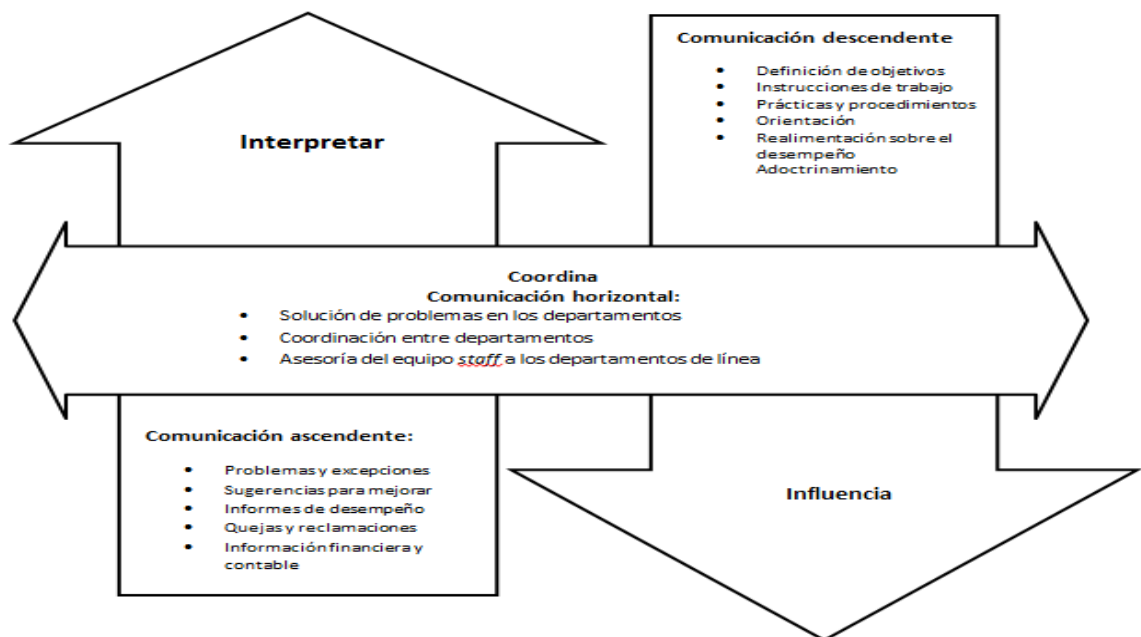 Comunicación descendente
• Definición de objetivos
• Instrucciones de trabajo
• Prácticas y procedimientos
• Orientación
• Realimentación sobre el
desempeño
Adoctrinamiento
Interpretar
Coordina
Comunicación horizontal:
• Solución de problemas en los departamentos
• Coordinación entre departamentos
• Asesoría del equipo staff a los departamentos de línea
Comunicación ascendente:
• Problemas y excepciones
• Sugerencias para mejorar
• Informes de desempeño
• Quejas y reclamaciones
• Información financiera y
contable
Influencia